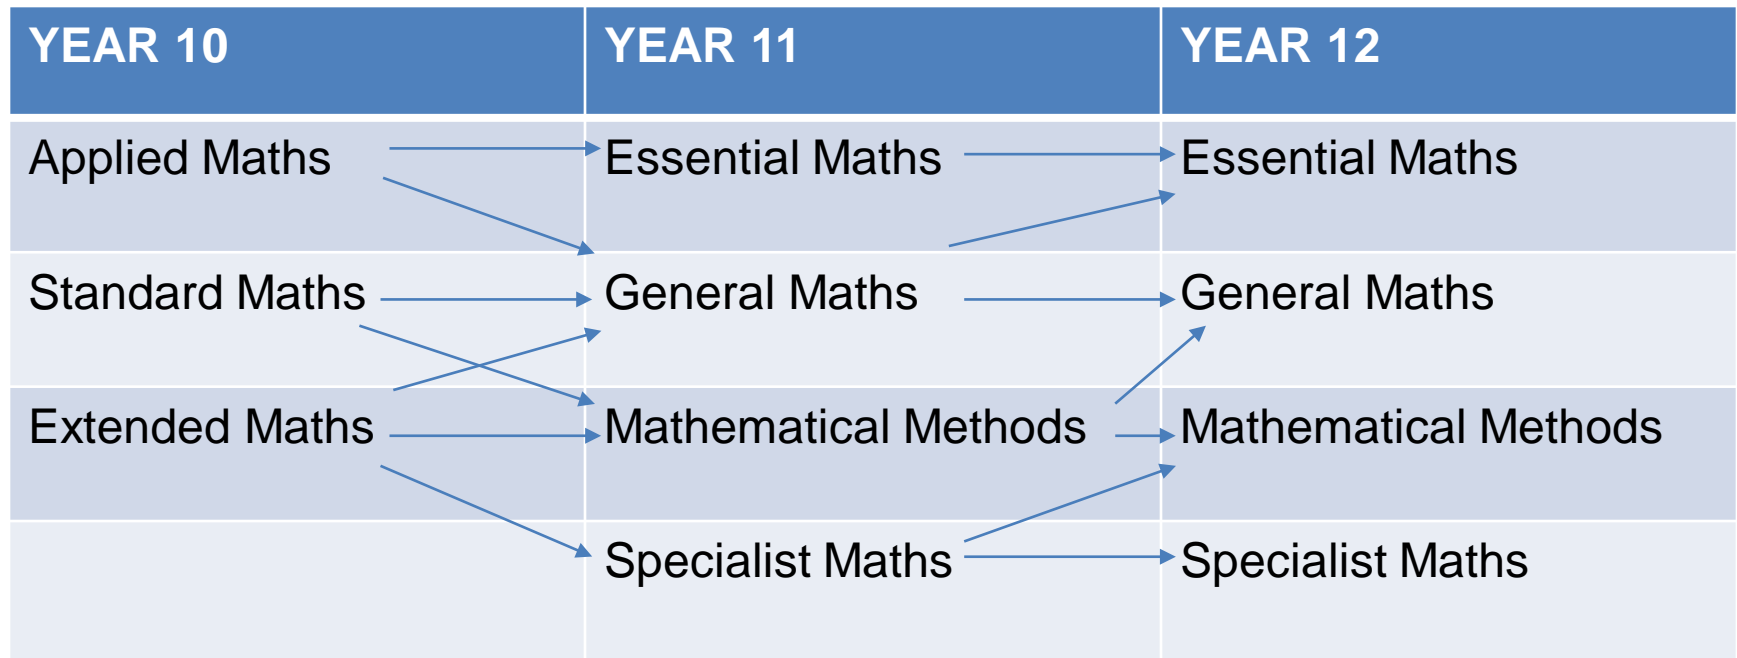 YEAR 10 YEAR 11 YEAR 12
Applied Maths Essential Maths Essential Maths
Standard Maths General Maths General Maths
Extended Maths Mathematical Methods Mathematical Methods
Specialist Maths Specialist Maths